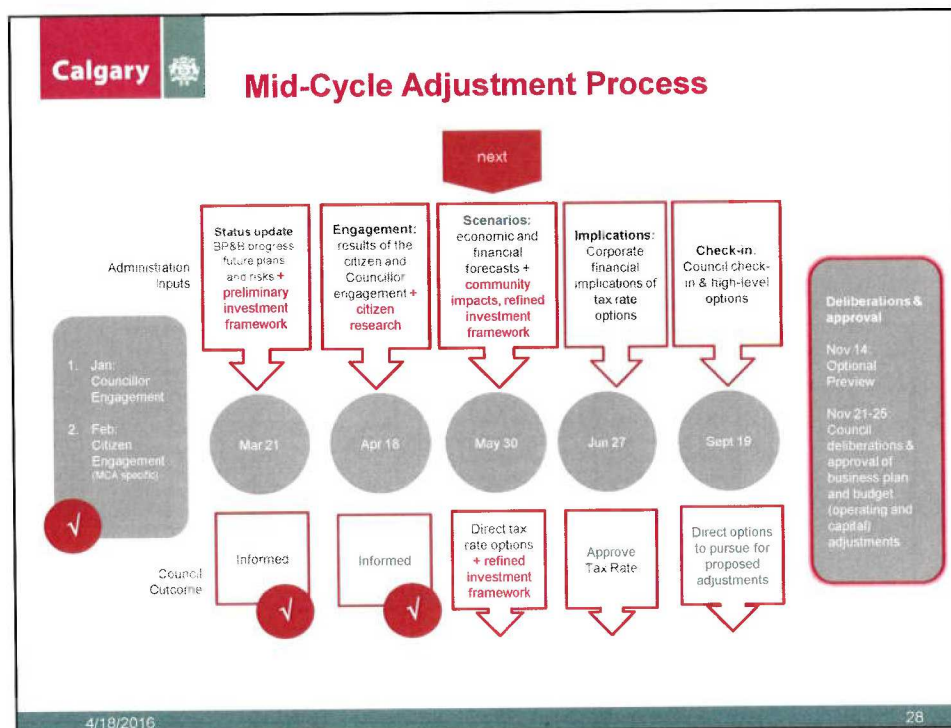 Calgary
Mid-Cycle Adjustment Process
next
Administration
Inputs
Status update
BP&B progress
future plans
and risks +
preliminary
investment
framework
Engagement:
results of the
citizen and
Councillor
engagement +
citizen
research
Scenarios:
economic and
financial
forecasts +
community
impacts, refined
investment
framework
Implications:
Corporate
financial
implications of
tax rate
options
Check-in:
Council check-
in & high-level
options
1. Jan:
Councillor
Engagement
2. Feb:
Citizen
Engagement
(MCA specific)
√
Mar 21
Apr 18
May 30
Jun 27
Sept 19
Deliberations &
approval
Nov 14:
Optional
Preview
Nov 21-25
Council
deliberations &
approval of
business plan
and budget
(operating and
capital)
adjustments
Council
Outcome
Informed
√
Informed
√
Direct tax
rate options
+ refined
investment
framework
Approve
Tax Rate
Direct options
to pursue for
proposed
adjustments
4/18/2016
28